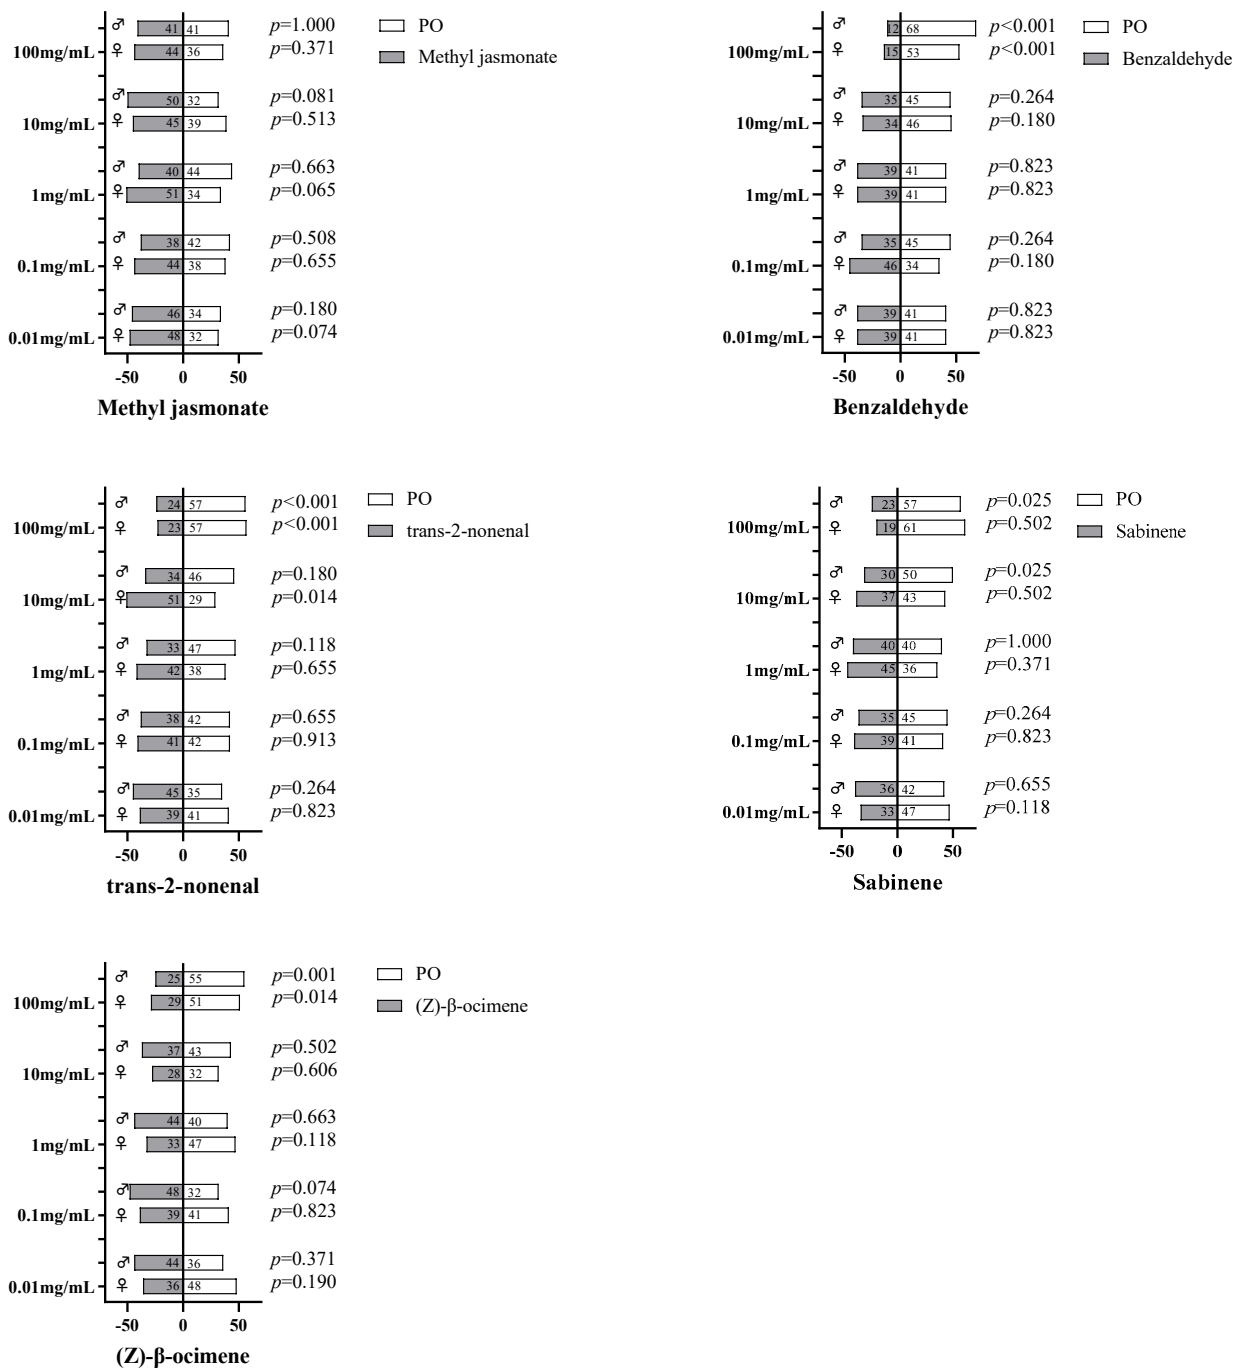 ♂ 41 41 p=1.000
100mg/mL ♀ 44 36 p=0.371
♂ 50 32 p=0.081
10mg/mL ♀ 45 39 p=0.513
♂ 40 44 p=0.663
1mg/mL ♀ 51 34 p=0.065
♂ 38 42 p=0.508
0.1mg/mL ♀ 44 38 p=0.655
♂ 46 34 p=0.180
0.01mg/mL ♀ 48 32 p=0.074
-50 0 50
Methyl jasmonate
PO
Methyl jasmonate
♂ 12 68 p<0.001
100mg/mL ♀ 15 53 p<0.001
♂ 35 45 p=0.264
10mg/mL ♀ 34 46 p=0.180
♂ 39 41 p=0.823
1mg/mL ♀ 39 41 p=0.823
♂ 35 45 p=0.264
0.1mg/mL ♀ 46 34 p=0.180
♂ 39 41 p=0.823
0.01mg/mL ♀ 39 41 p=0.823
-50 0 50
Benzaldehyde
PO
Benzaldehyde
♂ 24 57 p<0.001
100mg/mL ♀ 23 57 p<0.001
♂ 34 46 p=0.180
10mg/mL ♀ 51 29 p=0.014
♂ 33 47 p=0.118
1mg/mL ♀ 42 38 p=0.655
♂ 38 42 p=0.655
0.1mg/mL ♀ 41 42 p=0.913
♂ 45 35 p=0.264
0.01mg/mL ♀ 39 41 p=0.823
-50 0 50
trans-2-nonenal
PO
trans-2-nonenal
♂ 23 57 p=0.025
100mg/mL ♀ 19 61 p=0.502
♂ 30 50 p=0.025
10mg/mL ♀ 37 43 p=0.502
♂ 40 40 p=1.000
1mg/mL ♀ 45 36 p=0.371
♂ 35 45 p=0.264
0.1mg/mL ♀ 39 41 p=0.823
♂ 36 42 p=0.655
0.01mg/mL ♀ 33 47 p=0.118
-50 0 50
Sabinene
PO
Sabinene
♂ 25 55 p=0.001
100mg/mL ♀ 29 51 p=0.014
♂ 37 43 p=0.502
10mg/mL ♀ 28 32 p=0.606
♂ 44 40 p=0.663
1mg/mL ♀ 33 47 p=0.118
♂ 48 32 p=0.074
0.1mg/mL ♀ 39 41 p=0.823
♂ 44 36 p=0.371
0.01mg/mL ♀ 36 48 p=0.190
-50 0 50
(Z)-β-ocimene
PO
(Z)-β-ocimene